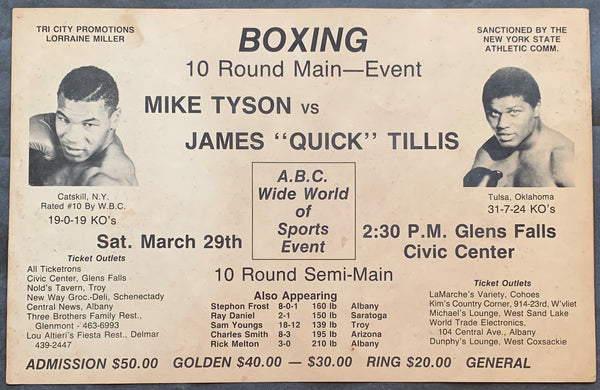 TRI CITY PROMOTIONS
LORRAINE MILLER
BOXING
SANCTIONED BY THE
NEW YORK STATE
ATHLETIC COMM.
10 Round Main—Event
MIKE TYSON vs
JAMES "QUICK" TILLIS
Catskill, N.Y.
Rated #10 By W.B.C.
19-0-19 KO's
Tulsa, Oklahoma
31-7-24 KO's
A.B.C.
Wide World
of
Sports
Event
Sat. March 29th
2:30 P.M. Glens Falls
Civic Center
10 Round Semi-Main
Ticket Outlets
All Ticketrons
Civic Center, Glens Falls
Nold's Tavern, Troy
New Way Groc.-Deli, Schenectady
Central News, Albany
Three Brothers Family Rest.,
Glenmont - 463-6993
Lou Altieri's Fiesta Rest., Delmar
439-2447
Also Appearing
Stephon Frost 8-0-1 160 lb Albany
Ray Daniel 2-1 150 lb Saratoga
Sam Youngs 18-12 139 lb Troy
Charles Smith 8-3 195 lb Arizona
Rick Melton 3-0 210 lb Albany
Ticket Outlets
LaMarche's Variety, Cohoes
Kim's Country Corner, 914-23rd, W'vliet
Michael's Lounge, West Sand Lake
World Trade Electronics,
104 Central Ave., Albany
Dunphy's Lounge, West Coxsackie
ADMISSION $50.00 GOLDEN $40.00 — $30.00 RING $20.00 GENERAL